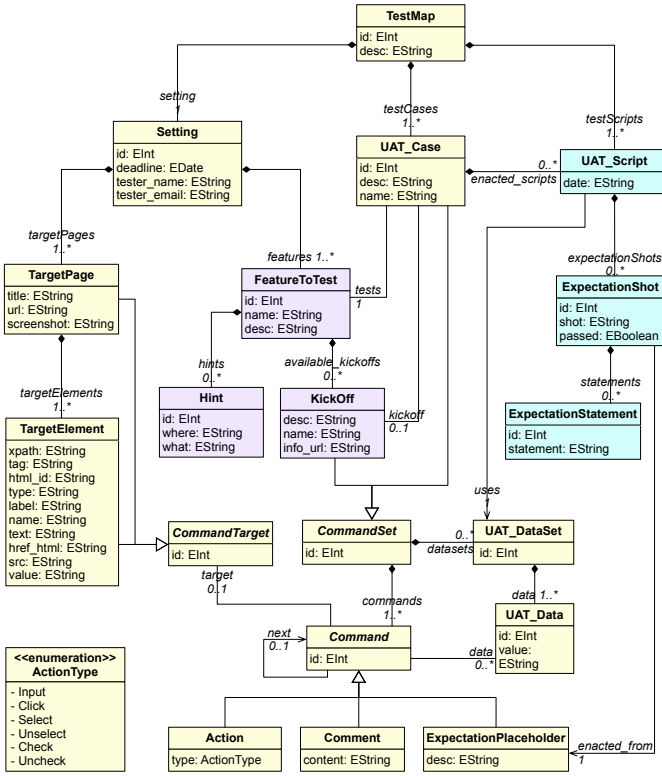 TestMap
id: EInt
desc: EString
setting
1
testCases
1..*
testScripts
1..*
Setting
id: EInt
deadline: EDate
tester_name: EString
tester_email: EString
UAT_Case
id: EInt
desc: EString
name: EString
0..*
enacted_scripts
UAT_Script
date: EString
targetPages
1..*
features 1..*
expectationShots
0..*
TargetPage
title: EString
url: EString
screenshot: EString
FeatureToTest
id: EInt
name: EString
desc: EString
tests
1
ExpectationShot
id: EInt
shot: EString
passed: EBoolean
hints
0..*
available_kickoffs
0..*
statements
0..*
targetElements
1..*
Hint
id: EInt
where: EString
what: EString
KickOff
desc: EString
name: EString
info_url: EString
kickoff
0..1
ExpectationStatement
id: EInt
statement: EString
TargetElement
xpath: EString
tag: EString
html_id: EString
type: EString
label: EString
name: EString
text: EString
href_html: EString
src: EString
value: EString
uses
1
CommandTarget
id: EInt
CommandSet
id: EInt
0..*
datasets
UAT_DataSet
id: EInt
target
0..1
commands
1..*
data 1..*
UAT_Data
id: EInt
value:
EString
next
0..1
Command
id: EInt
data
0..*
<<enumeration>>
ActionType
- Input
- Click
- Select
- Unselect
- Check
- Uncheck
Action
type: ActionType
Comment
content: EString
ExpectationPlaceholder
desc: EString
enacted_from
1